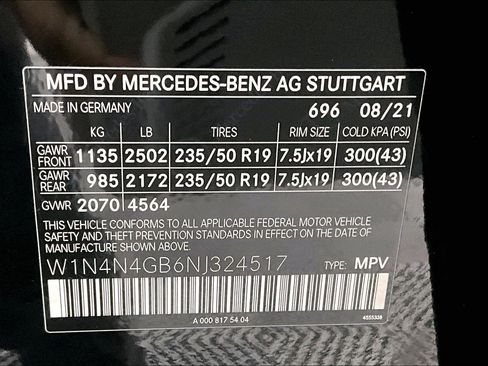 MFD BY MERCEDES-BENZ AG STUTTGART
MADE IN GERMANY 696 08/21
KG LB TIRES RIM SIZE COLD KPA (PSI)
GAWR FRONT 1135 2502 235/50 R19 7.5Jx19 300(43)
GAWR REAR 985 2172 235/50 R19 7.5Jx19 300(43)
GVWR 2070 4564
THIS VEHICLE CONFORMS TO ALL APPLICABLE FEDERAL MOTOR VEHICLE
SAFETY AND THEFT PREVENTION STANDARDS IN EFFECT ON THE DATE OF
MANUFACTURE SHOWN ABOVE.
W1N4N4GB6NJ324517 TYPE: MPV
A 000 817 54 04 4555338